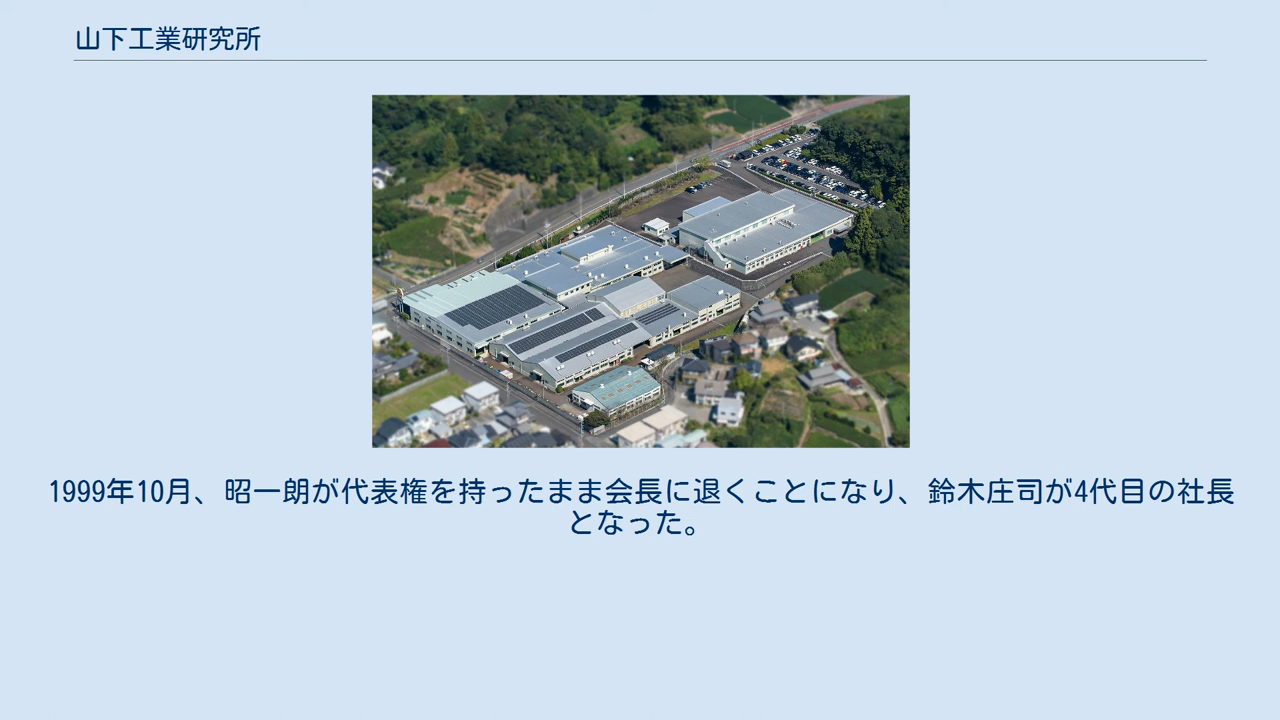 山下工業研究所
1999年10月、昭一朗が代表権を持ったまま会長に退くことになり、鈴木庄司が4代目の社長
となった。